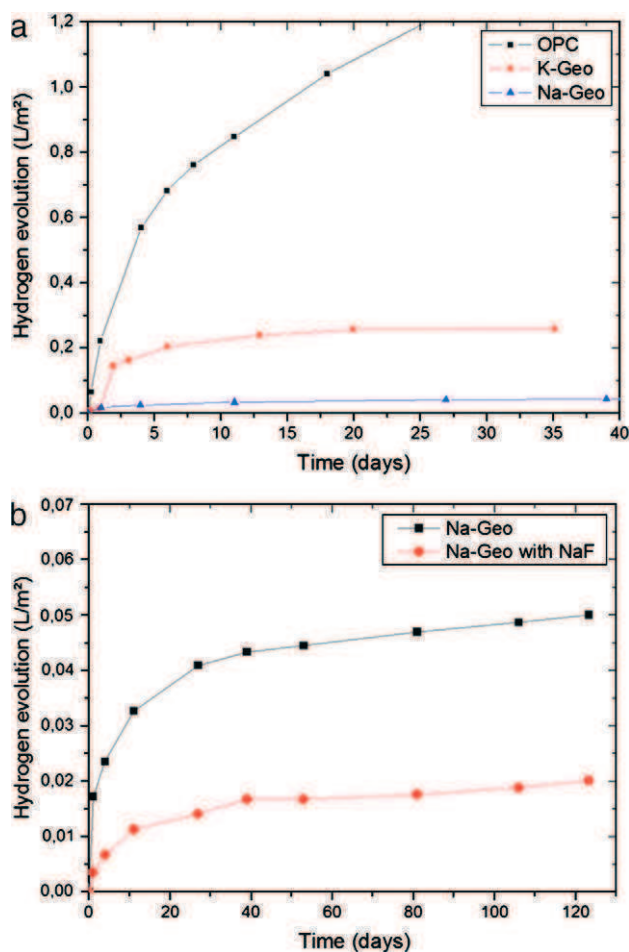 a
1,2
1,0
0,8
0,6
0,4
0,2
0,0
Hydrogen evolution (L/m²)
OPC
K-Geo
Na-Geo
0 5 10 15 20 25 30 35 40
Time (days)
b
0,07
0,06
0,05
0,04
0,03
0,02
0,01
0,00
Hydrogen evolution (L/m²)
Na-Geo
Na-Geo with NaF
0 20 40 60 80 100 120
Time (days)